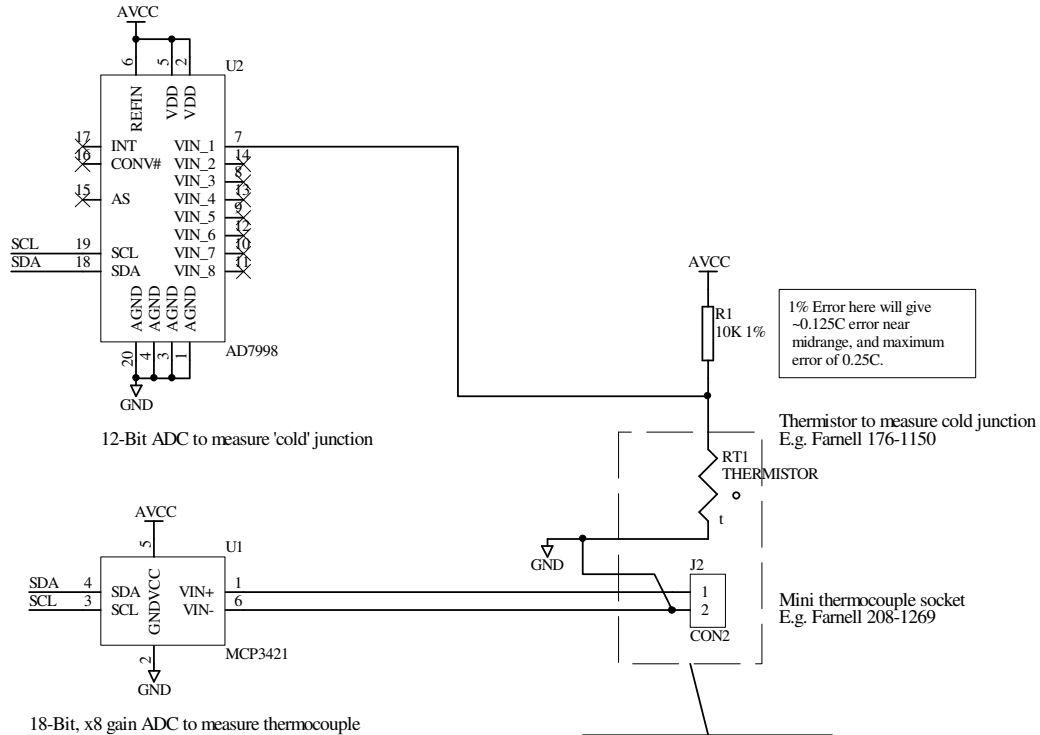 AVCC
6
5
2
U2
REFIN
VDD
VDD
17 INT VIN_1 7
16 CONV# VIN_2 14
VIN_3 8
15 AS VIN_4 13
VIN_5 9
VIN_6 12
SCL 19 SCL VIN_7 10
SDA 18 SDA VIN_8 11
AGND
AGND
AGND
AGND
20
4
3
1
AD7998
GND
12-Bit ADC to measure 'cold' junction
AVCC
R1
10K 1%
1% Error here will give
~0.125C error near
midrange, and maximum
error of 0.25C.
Thermistor to measure cold junction
E.g. Farnell 176-1150
RT1
THERMISTOR
t
GND
AVCC
5
U1
SDA 4 SDA VIN+ 1
SCL 3 SCL VIN- 6
GNDVCC
2
MCP3421
GND
J2
1
2
CON2
Mini thermocouple socket
E.g. Farnell 208-1269
18-Bit, x8 gain ADC to measure thermocouple